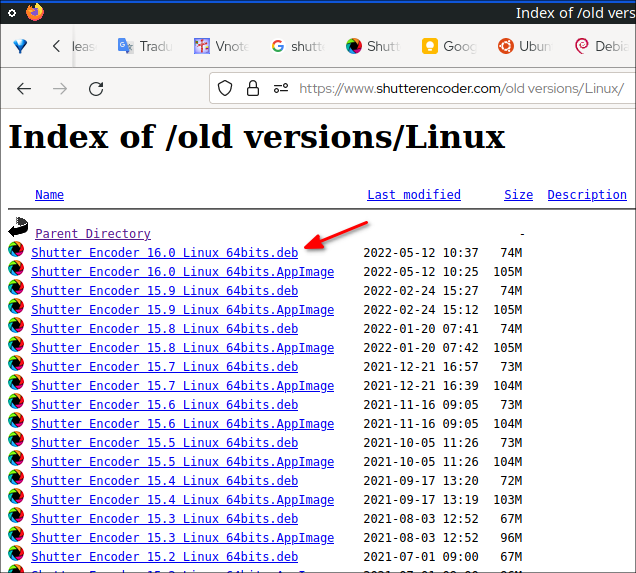 Index of /old vers
lease
Tradu
Vnote
shutt
Shutt
Goog
Ubun
Debia
https://www.shutterencoder.com/old versions/Linux/
Index of /old versions/Linux
Name Last modified Size Description
Parent Directory -
Shutter Encoder 16.0 Linux 64bits.deb 2022-05-12 10:37 74M
Shutter Encoder 16.0 Linux 64bits.AppImage 2022-05-12 10:25 105M
Shutter Encoder 15.9 Linux 64bits.deb 2022-02-24 15:27 74M
Shutter Encoder 15.9 Linux 64bits.AppImage 2022-02-24 15:12 105M
Shutter Encoder 15.8 Linux 64bits.deb 2022-01-20 07:41 74M
Shutter Encoder 15.8 Linux 64bits.AppImage 2022-01-20 07:42 105M
Shutter Encoder 15.7 Linux 64bits.deb 2021-12-21 16:57 73M
Shutter Encoder 15.7 Linux 64bits.AppImage 2021-12-21 16:39 104M
Shutter Encoder 15.6 Linux 64bits.deb 2021-11-16 09:05 73M
Shutter Encoder 15.6 Linux 64bits.AppImage 2021-11-16 09:05 104M
Shutter Encoder 15.5 Linux 64bits.deb 2021-10-05 11:26 73M
Shutter Encoder 15.5 Linux 64bits.AppImage 2021-10-05 11:26 104M
Shutter Encoder 15.4 Linux 64bits.deb 2021-09-17 13:20 72M
Shutter Encoder 15.4 Linux 64bits.AppImage 2021-09-17 13:19 103M
Shutter Encoder 15.3 Linux 64bits.deb 2021-08-03 12:52 67M
Shutter Encoder 15.3 Linux 64bits.AppImage 2021-08-03 12:52 96M
Shutter Encoder 15.2 Linux 64bits.deb 2021-07-01 09:00 67M